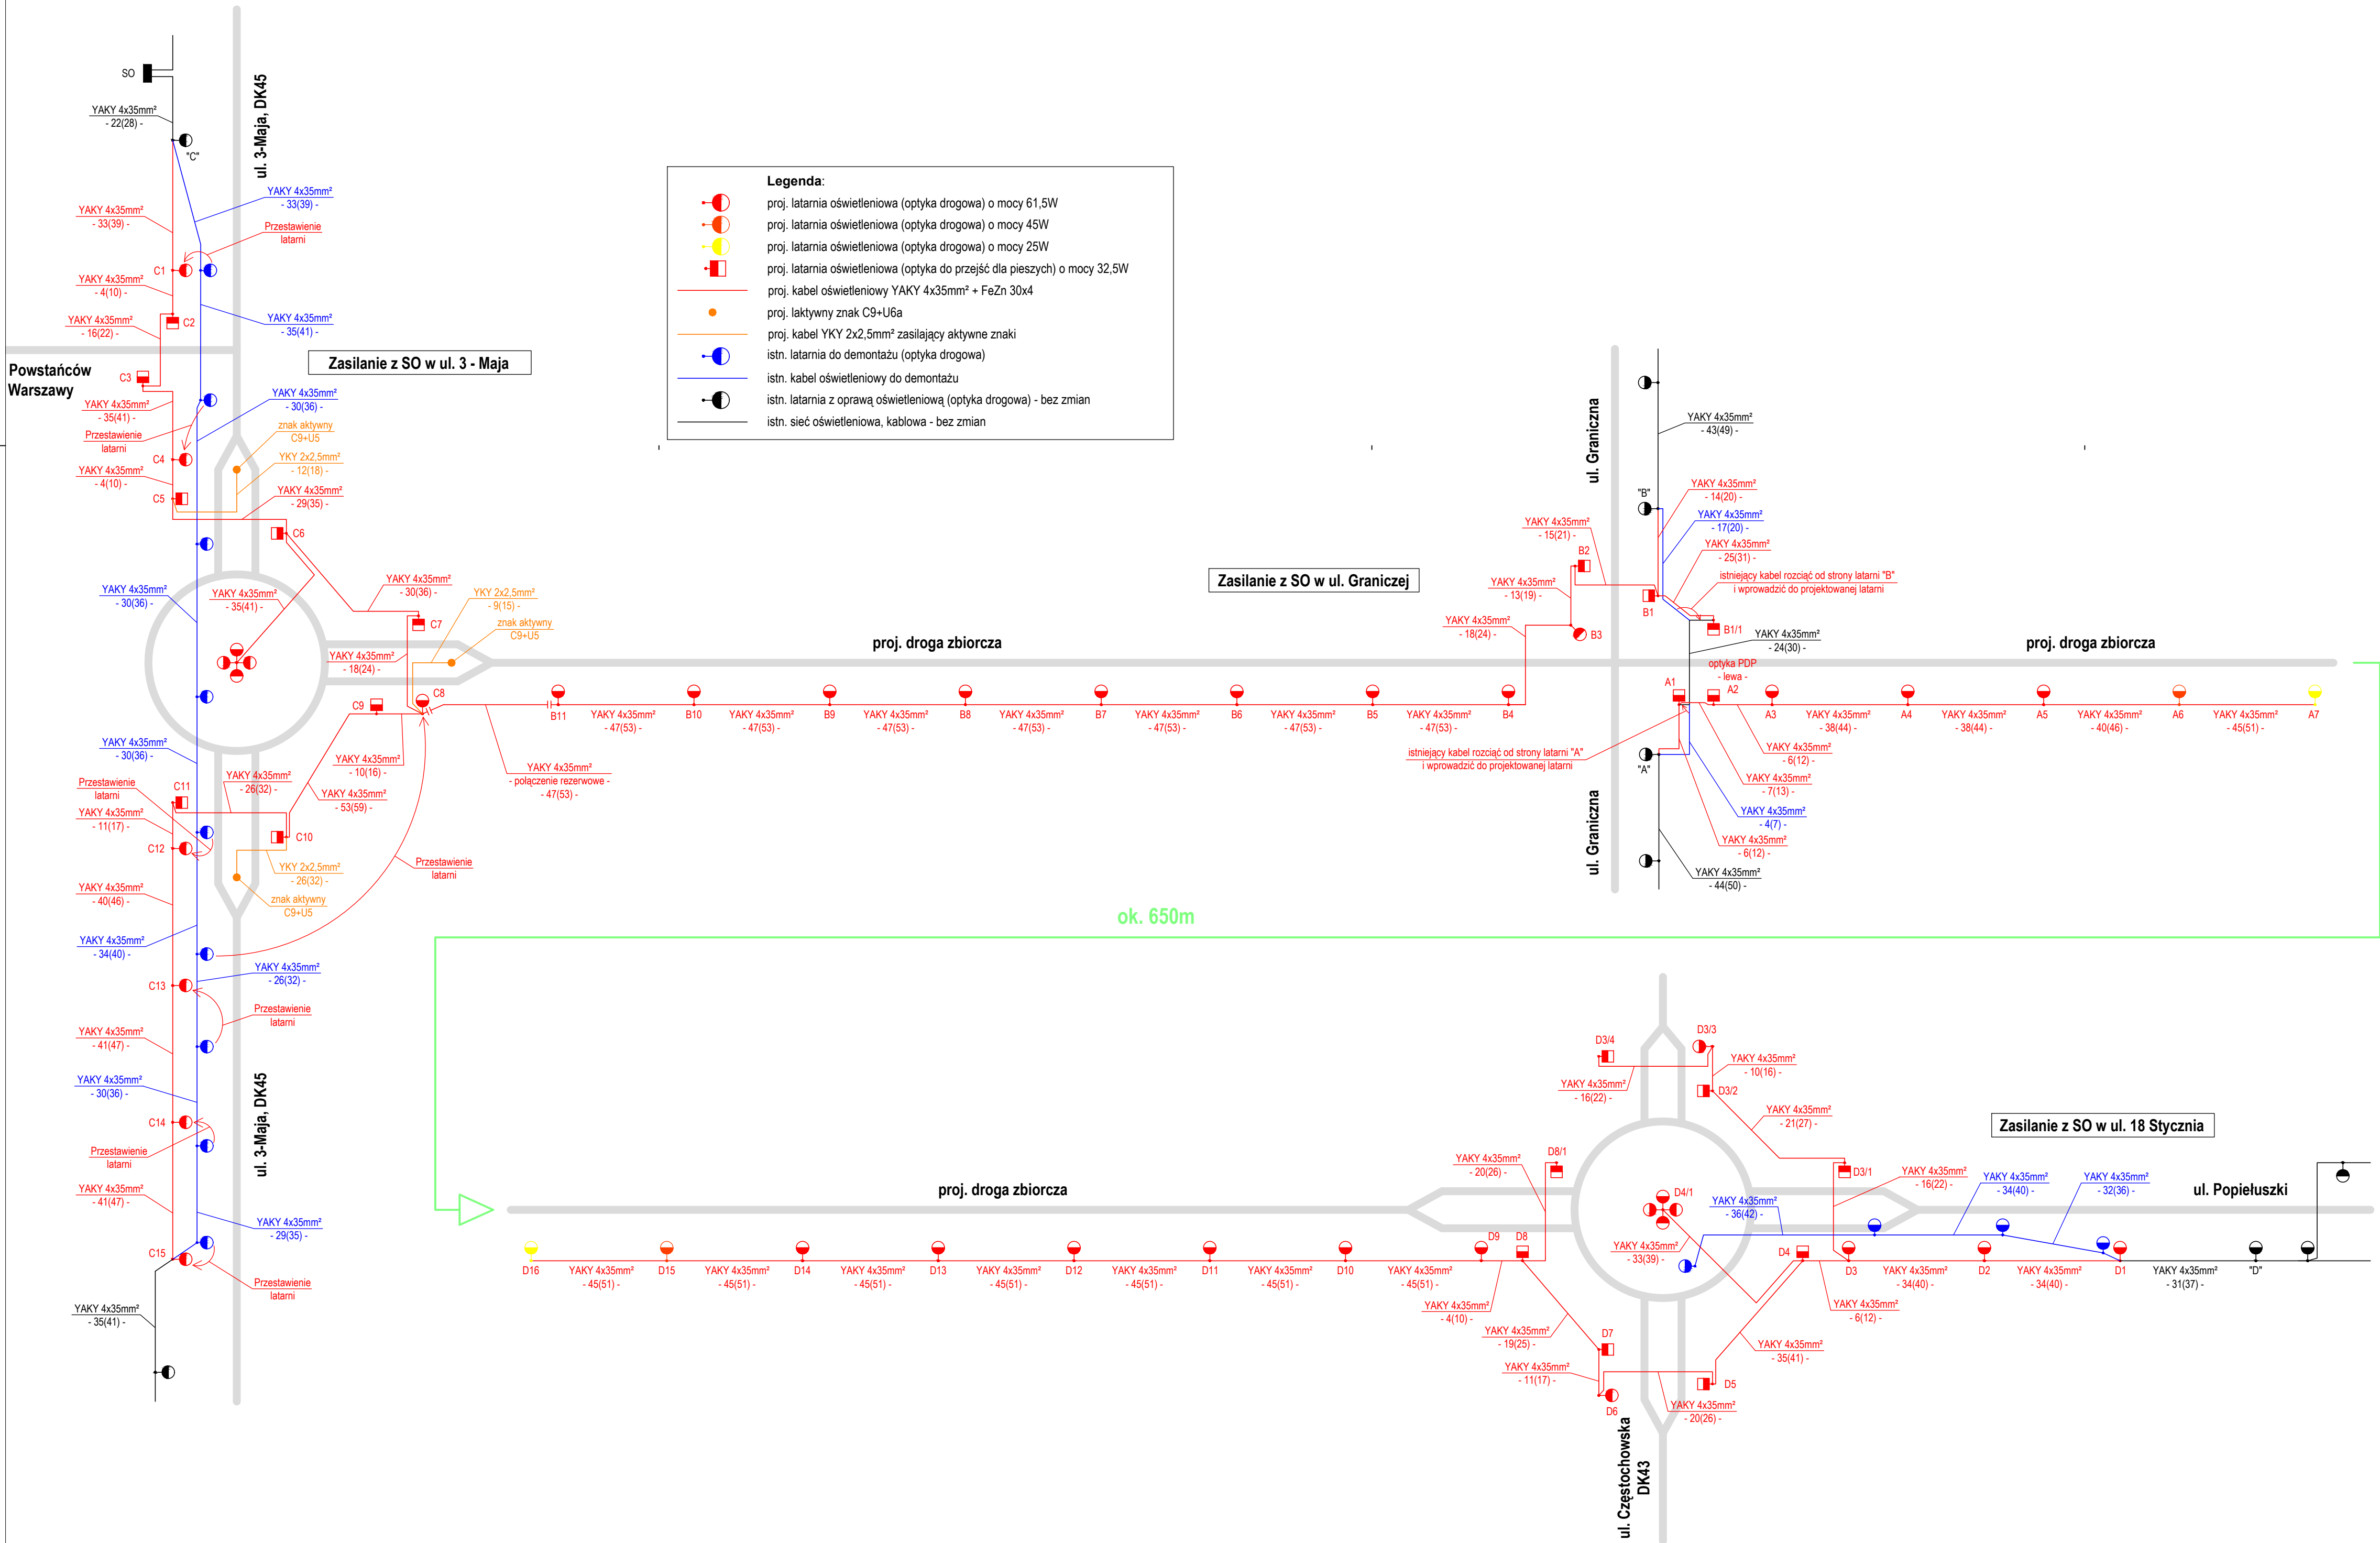 SO
YAKY 4x35mm²
- 22(28) -
"C"
ul. 3-Maja, DK45
YAKY 4x35mm²
- 33(39) -
YAKY 4x35mm²
- 33(39) -
Przestawienie
latarni
C1
YAKY 4x35mm²
- 4(10) -
YAKY 4x35mm²
- 16(22) -
C2
YAKY 4x35mm²
- 35(41) -
Powstańców
Warszawy
Zasilanie z SO w ul. 3 - Maja
C3
YAKY 4x35mm²
- 35(41) -
YAKY 4x35mm²
- 30(36) -
Przestawienie
latarni
znak aktywny
C9+U5
C4
YKY 2x2,5mm²
- 12(18) -
YAKY 4x35mm²
- 4(10) -
C5
YAKY 4x35mm²
- 29(35) -
C6
YAKY 4x35mm²
- 30(36) -
YAKY 4x35mm²
- 35(41) -
YAKY 4x35mm²
- 30(36) -
YKY 2x2,5mm²
- 9(15) -
C7
znak aktywny
C9+U5
YAKY 4x35mm²
- 18(24) -
C8
C9
YAKY 4x35mm²
- 30(36) -
YAKY 4x35mm²
- 10(16) -
YAKY 4x35mm²
- 26(32) -
YAKY 4x35mm²
- 53(59) -
YAKY 4x35mm²
- połączenie rezerwowe -
- 47(53) -
Przestawienie
latarni
C11
YAKY 4x35mm²
- 11(17) -
C10
C12
YKY 2x2,5mm²
- 26(32) -
Przestawienie
latarni
YAKY 4x35mm²
- 40(46) -
znak aktywny
C9+U5
YAKY 4x35mm²
- 34(40) -
YAKY 4x35mm²
- 26(32) -
C13
Przestawienie
latarni
YAKY 4x35mm²
- 41(47) -
YAKY 4x35mm²
- 30(36) -
ul. 3-Maja, DK45
C14
Przestawienie
latarni
YAKY 4x35mm²
- 41(47) -
YAKY 4x35mm²
- 29(35) -
C15
Przestawienie
latarni
YAKY 4x35mm²
- 35(41) -
Legenda:
proj. latarnia oświetleniowa (optyka drogowa) o mocy 61,5W
proj. latarnia oświetleniowa (optyka drogowa) o mocy 45W
proj. latarnia oświetleniowa (optyka drogowa) o mocy 25W
proj. latarnia oświetleniowa (optyka do przejść dla pieszych) o mocy 32,5W
proj. kabel oświetleniowy YAKY 4x35mm² + FeZn 30x4
proj. laktywny znak C9+U6a
proj. kabel YKY 2x2,5mm² zasilający aktywne znaki
istn. latarnia do demontażu (optyka drogowa)
istn. kabel oświetleniowy do demontażu
istn. latarnia z oprawą oświetleniową (optyka drogowa) - bez zmian
istn. sieć oświetleniowa, kablowa - bez zmian
proj. droga zbiorcza
B11
YAKY 4x35mm²
- 47(53) -
B10
YAKY 4x35mm²
- 47(53) -
B9
YAKY 4x35mm²
- 47(53) -
B8
YAKY 4x35mm²
- 47(53) -
B7
YAKY 4x35mm²
- 47(53) -
B6
YAKY 4x35mm²
- 47(53) -
B5
YAKY 4x35mm²
- 47(53) -
B4
Zasilanie z SO w ul. Graniczej
ul. Graniczna
YAKY 4x35mm²
- 43(49) -
"B"
YAKY 4x35mm²
- 14(20) -
YAKY 4x35mm²
- 17(20) -
YAKY 4x35mm²
- 15(21) -
YAKY 4x35mm²
- 25(31) -
B2
istniejący kabel rozciąć od strony latarni "B"
i wprowadzić do projektowanej latarni
YAKY 4x35mm²
- 13(19) -
B1
YAKY 4x35mm²
- 18(24) -
B3
B1/1
YAKY 4x35mm²
- 24(30) -
proj. droga zbiorcza
optyka PDP
- lewa -
A1
A2
A3
YAKY 4x35mm²
- 38(44) -
A4
YAKY 4x35mm²
- 38(44) -
A5
YAKY 4x35mm²
- 40(46) -
A6
YAKY 4x35mm²
- 45(51) -
A7
istniejący kabel rozciąć od strony latarni "A"
i wprowadzić do projektowanej latarni
YAKY 4x35mm²
- 6(12) -
"A"
YAKY 4x35mm²
- 7(13) -
YAKY 4x35mm²
- 4(7) -
YAKY 4x35mm²
- 6(12) -
ul. Graniczna
YAKY 4x35mm²
- 44(50) -
ok. 650m
D3/4
D3/3
YAKY 4x35mm²
- 10(16) -
YAKY 4x35mm²
- 16(22) -
D3/2
YAKY 4x35mm²
- 21(27) -
Zasilanie z SO w ul. 18 Stycznia
YAKY 4x35mm²
- 20(26) -
D8/1
D3/1
YAKY 4x35mm²
- 16(22) -
YAKY 4x35mm²
- 34(40) -
YAKY 4x35mm²
- 32(36) -
ul. Popiełuszki
proj. droga zbiorcza
D4/1
YAKY 4x35mm²
- 36(42) -
YAKY 4x35mm²
- 33(39) -
D16
YAKY 4x35mm²
- 45(51) -
D15
YAKY 4x35mm²
- 45(51) -
D14
YAKY 4x35mm²
- 45(51) -
D13
YAKY 4x35mm²
- 45(51) -
D12
YAKY 4x35mm²
- 45(51) -
D11
YAKY 4x35mm²
- 45(51) -
D10
YAKY 4x35mm²
- 45(51) -
D9
D8
D4
D3
YAKY 4x35mm²
- 34(40) -
D2
YAKY 4x35mm²
- 34(40) -
D1
YAKY 4x35mm²
- 31(37) -
"D"
YAKY 4x35mm²
- 4(10) -
YAKY 4x35mm²
- 6(12) -
YAKY 4x35mm²
- 19(25) -
D7
YAKY 4x35mm²
- 35(41) -
YAKY 4x35mm²
- 11(17) -
D5
D6
YAKY 4x35mm²
- 20(26) -
ul. Częstochowska
DK43